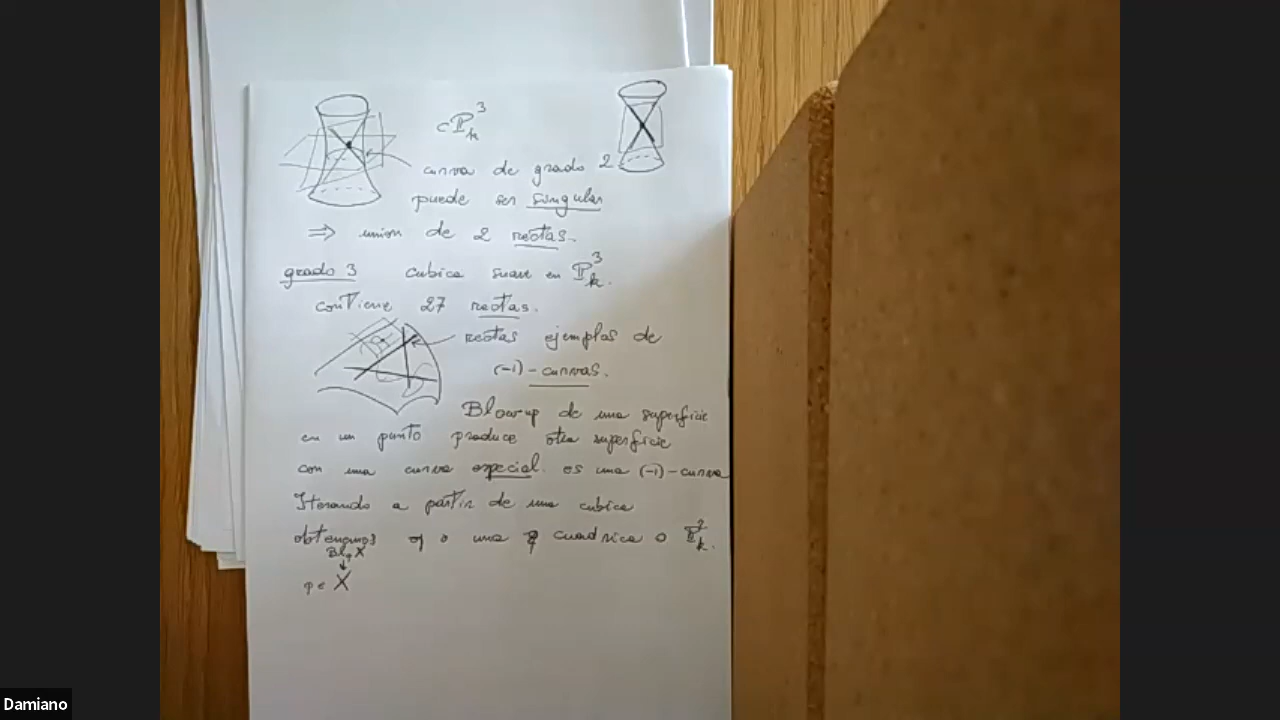 ⊂ ℙ³ₖ
curva de grado 2
puede ser singular
⇒ union de 2 rectas.
grado 3 Cubica suave en ℙ³ₖ.
contiene 27 rectas.
rectas ejemplos de
(-1)-curvas.
Blow-up de una superficie
en un punto produce otra superficie
con una curva especial. es una (-1)-curva
Iterando a partir de una cubica
obtenemos o una cuadrica o ℙ²ₖ.
Blₚ X
↓
p ∈ X
Damiano